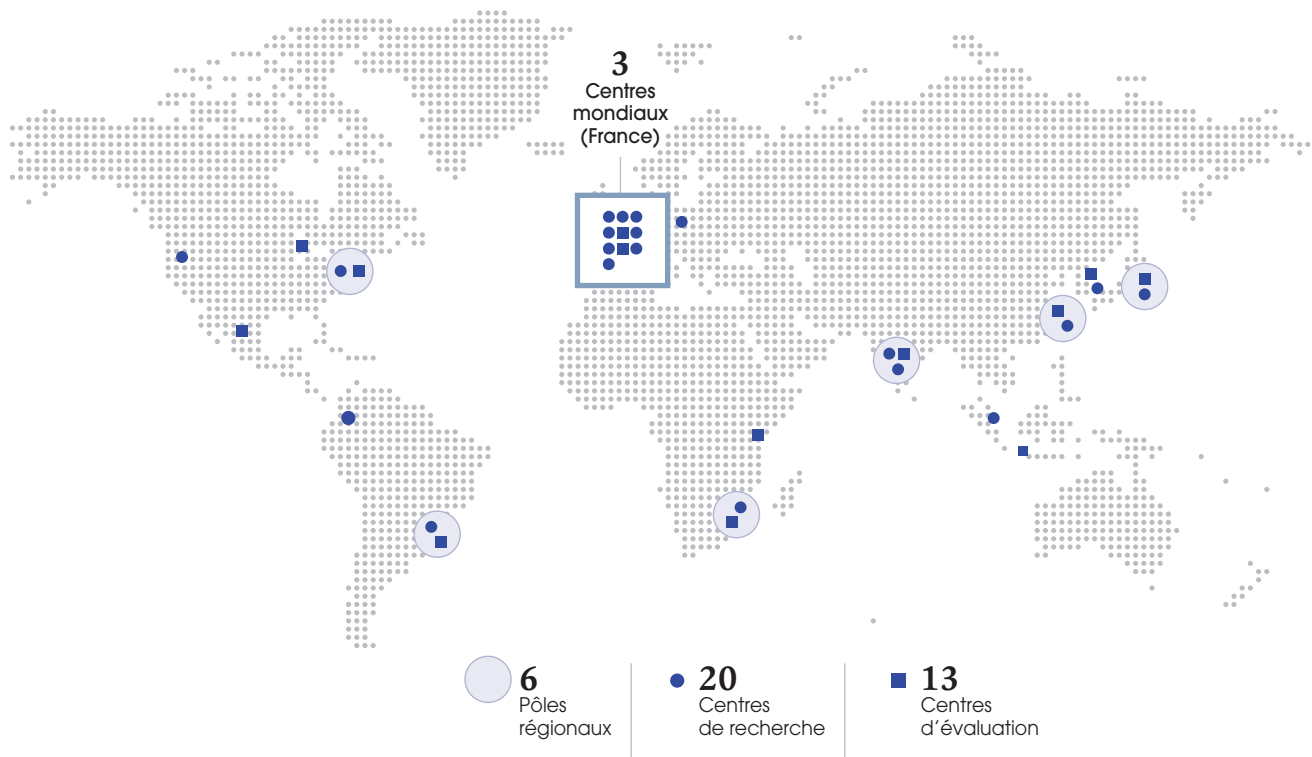 3
Centres
mondiaux
(France)
6
Pôles
régionaux
20
Centres
de recherche
13
Centres
d'évaluation